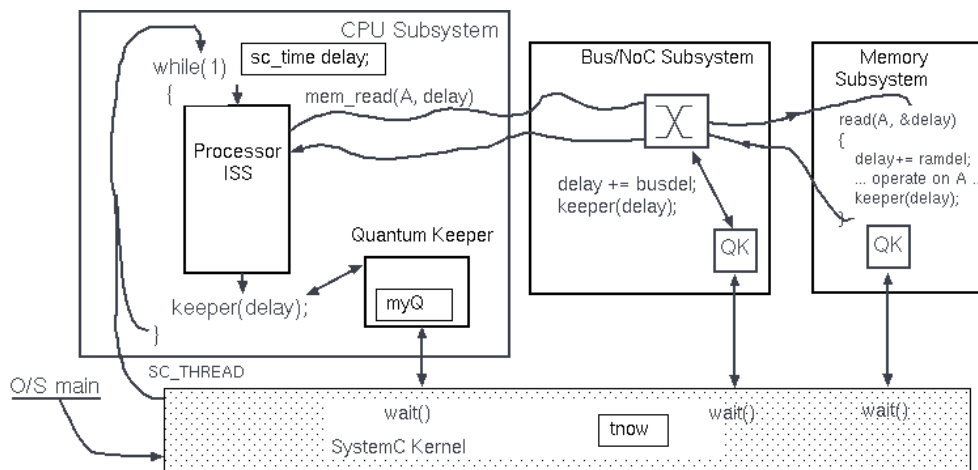 CPU Subsystem
sc_time delay;
while(1)
{
mem_read(A, delay)
Processor
ISS
Quantum Keeper
myQ
keeper(delay);
}
Bus/NoC Subsystem
delay += busdel;
keeper(delay);
QK
Memory
Subsystem
read(A, &delay)
{
delay+= ramdel;
... operate on A ...
keeper(delay);
}
QK
SC_THREAD
O/S main
wait()
wait()
wait()
tnow
SystemC Kernel